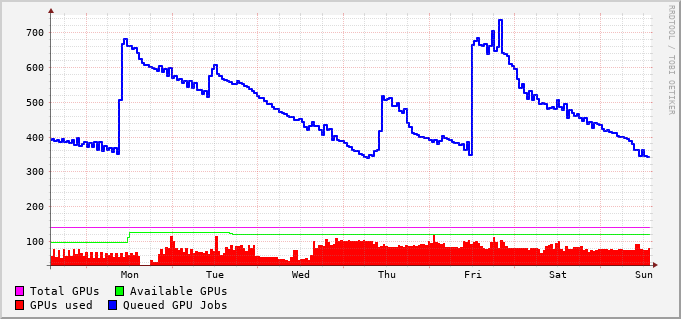 700
600
500
400
300
200
100
Mon Tue Wed Thu Fri Sat Sun
Total GPUs Available GPUs
GPUs used Queued GPU Jobs
RRDTOOL / TOBI OETIKER